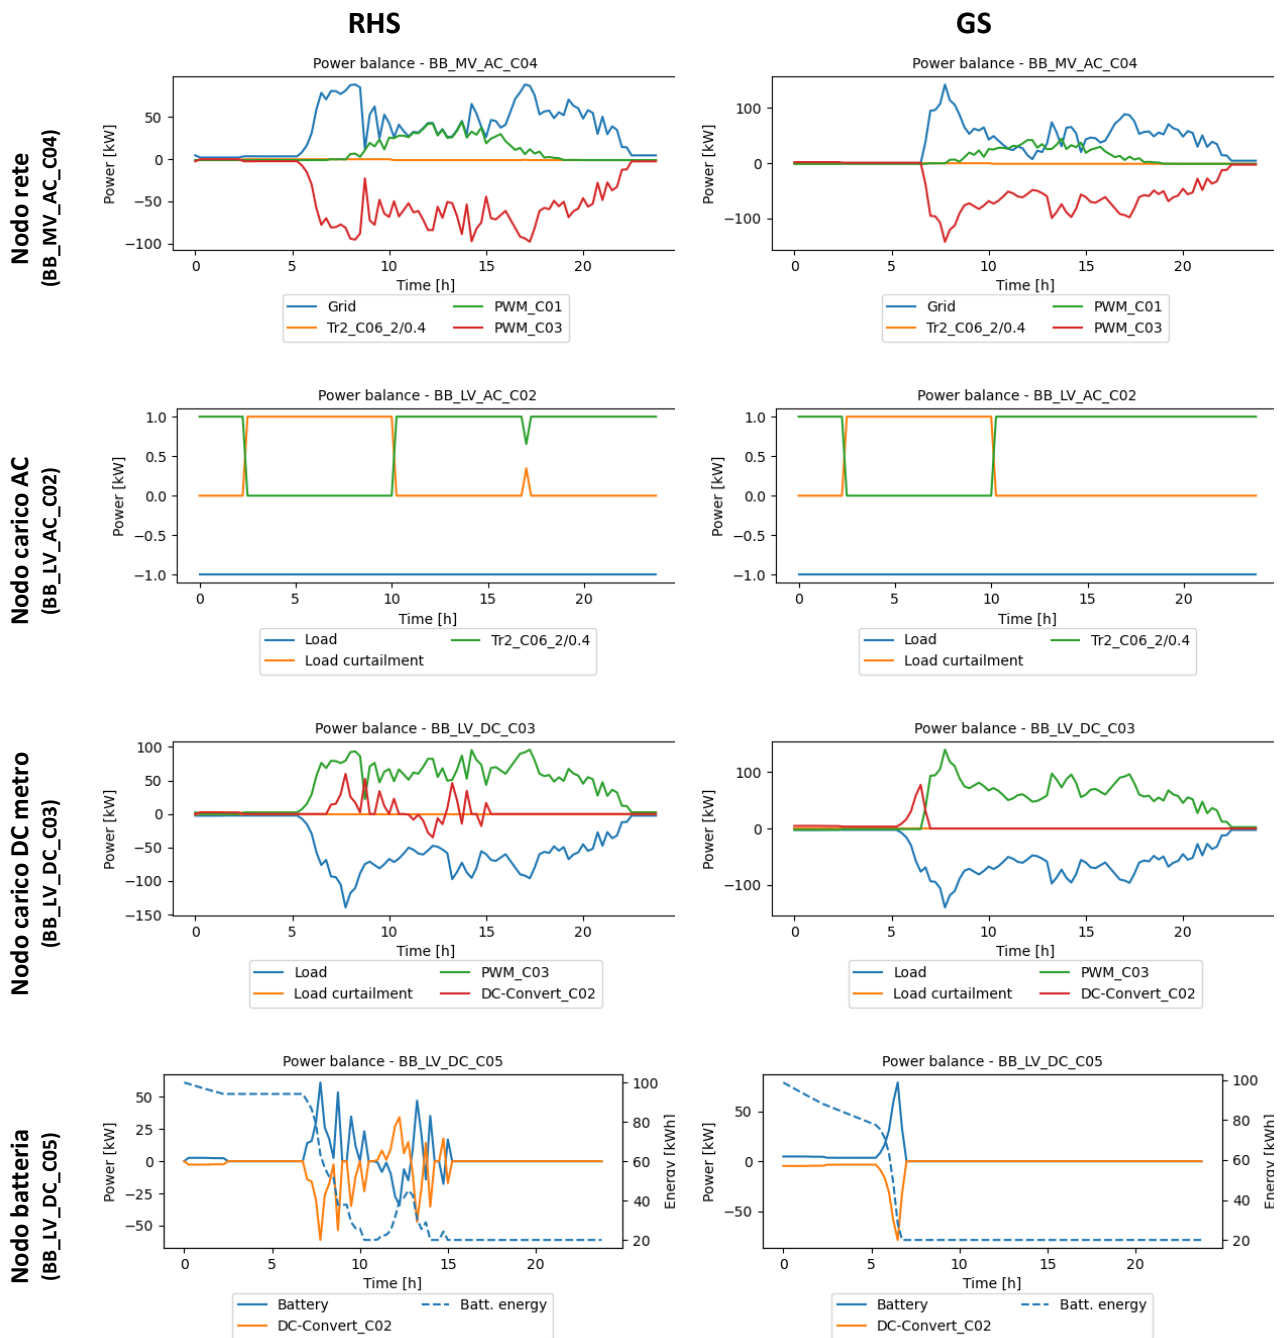 RHS GS
Nodo rete
(BB_MV_AC_C04)
Power balance - BB_MV_AC_C04
Power [kW]
50
0
−50
−100
0 5 10 15 20
Time [h]
Grid PWM_C01
Tr2_C06_2/0.4 PWM_C03
Power balance - BB_MV_AC_C04
Power [kW]
100
0
−100
0 5 10 15 20
Time [h]
Grid PWM_C01
Tr2_C06_2/0.4 PWM_C03
Nodo carico AC
(BB_LV_AC_C02)
Power balance - BB_LV_AC_C02
Power [kW]
1.0
0.5
0.0
−0.5
−1.0
0 5 10 15 20
Time [h]
Load Tr2_C06_2/0.4
Load curtailment
Power balance - BB_LV_AC_C02
Power [kW]
1.0
0.5
0.0
−0.5
−1.0
0 5 10 15 20
Time [h]
Load Tr2_C06_2/0.4
Load curtailment
Nodo carico DC metro
(BB_LV_DC_C03)
Power balance - BB_LV_DC_C03
Power [kW]
100
50
0
−50
−100
−150
0 5 10 15 20
Time [h]
Load PWM_C03
Load curtailment DC-Convert_C02
Power balance - BB_LV_DC_C03
Power [kW]
100
0
−100
0 5 10 15 20
Time [h]
Load PWM_C03
Load curtailment DC-Convert_C02
Nodo batteria
(BB_LV_DC_C05)
Power balance - BB_LV_DC_C05
Power [kW]
50
25
0
−25
−50
100
80
60
40
20
Energy [kWh]
0 5 10 15 20
Time [h]
Battery Batt. energy
DC-Convert_C02
Power balance - BB_LV_DC_C05
Power [kW]
50
0
−50
100
80
60
40
20
Energy [kWh]
0 5 10 15 20
Time [h]
Battery Batt. energy
DC-Convert_C02